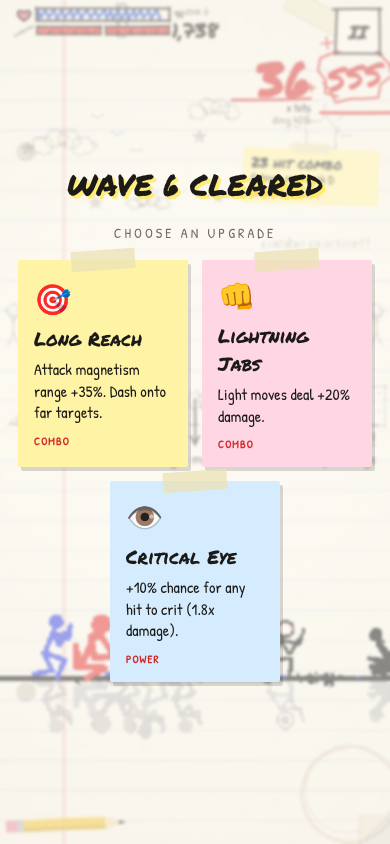 1,738
II
36
SSS
23 HIT COMBO
WAVE 6 CLEARED
CHOOSE AN UPGRADE
Long Reach
Attack magnetism
range +35%. Dash onto
far targets.
COMBO
Lightning
Jabs
Light moves deal +20%
damage.
COMBO
Critical Eye
+10% chance for any
hit to crit (1.8x
damage).
POWER